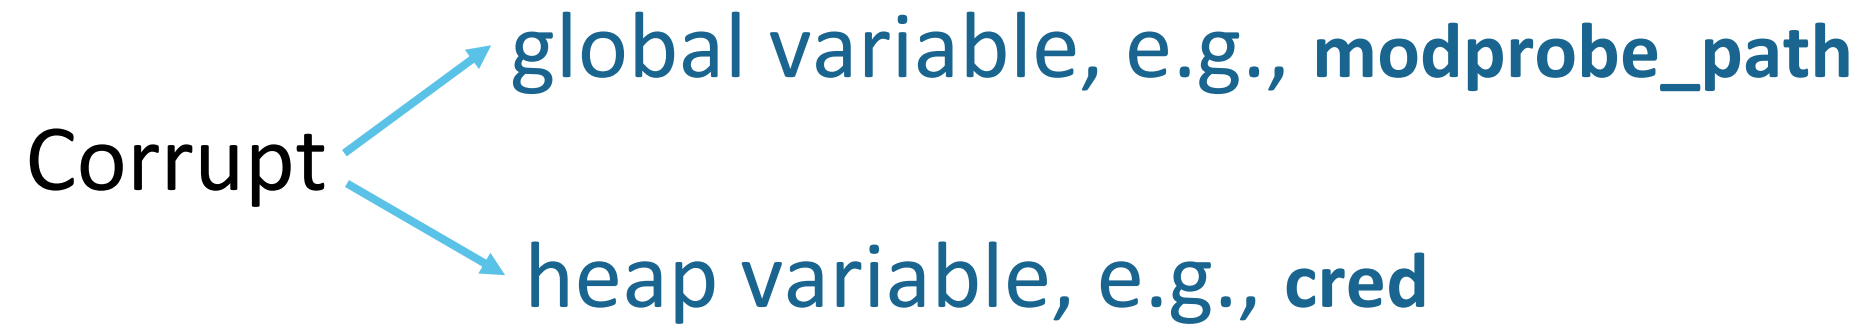 global variable, e.g., modprobe_path
Corrupt
heap variable, e.g., cred